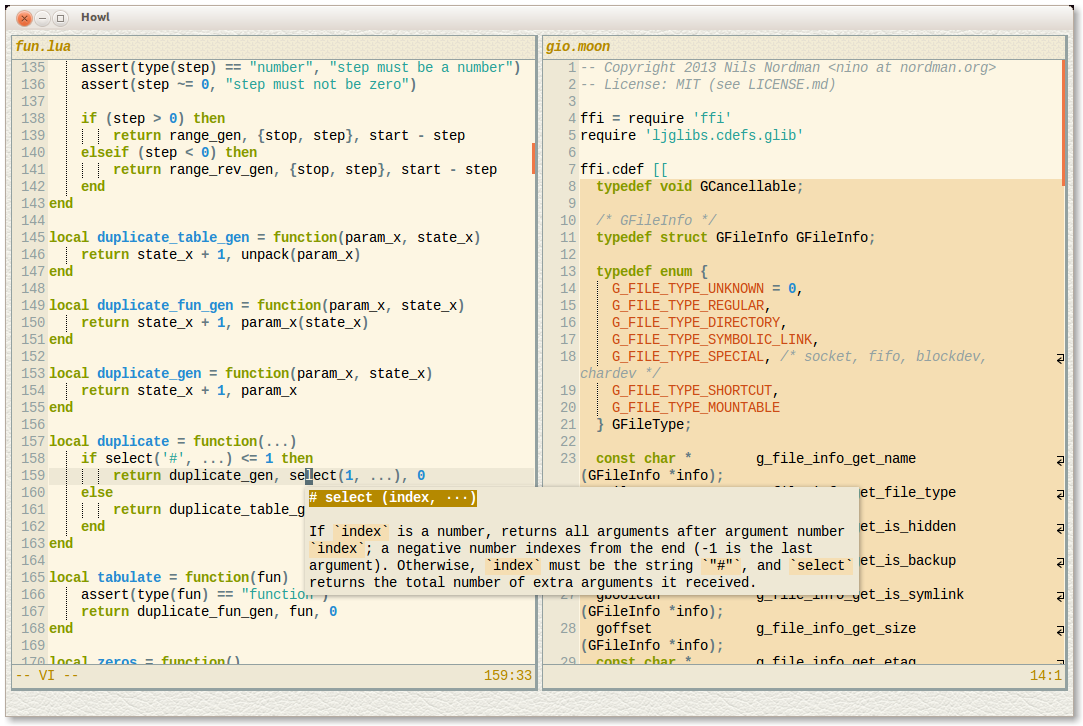 Howl
fun.lua
135 assert(type(step) == "number", "step must be a number")
136 assert(step ~= 0, "step must not be zero")
137
138 if (step > 0) then
139 return range_gen, {stop, step}, start - step
140 elseif (step < 0) then
141 return range_rev_gen, {stop, step}, start - step
142 end
143 end
144
145 local duplicate_table_gen = function(param_x, state_x)
146 return state_x + 1, unpack(param_x)
147 end
148
149 local duplicate_fun_gen = function(param_x, state_x)
150 return state_x + 1, param_x(state_x)
151 end
152
153 local duplicate_gen = function(param_x, state_x)
154 return state_x + 1, param_x
155 end
156
157 local duplicate = function(...)
158 if select('#', ...) <= 1 then
159 return duplicate_gen, select(1, ...), 0
160 else
161 return duplicate_table_g
162 end
163 end
164
165 local tabulate = function(fun)
166 assert(type(fun) == "function")
167 return duplicate_fun_gen, fun, 0
168 end
169
170 local zeros = function()
-- VI -- 159:33
# select (index, ···)
If `index` is a number, returns all arguments after argument number
`index`; a negative number indexes from the end (-1 is the last
argument). Otherwise, `index` must be the string `"#"`, and `select`
returns the total number of extra arguments it received.
gio.moon
1 -- Copyright 2013 Nils Nordman <nino at nordman.org>
2 -- License: MIT (see LICENSE.md)
3
4 ffi = require 'ffi'
5 require 'ljglibs.cdefs.glib'
6
7 ffi.cdef [[
8 typedef void GCancellable;
9
10 /* GFileInfo */
11 typedef struct GFileInfo GFileInfo;
12
13 typedef enum {
14 G_FILE_TYPE_UNKNOWN = 0,
15 G_FILE_TYPE_REGULAR,
16 G_FILE_TYPE_DIRECTORY,
17 G_FILE_TYPE_SYMBOLIC_LINK,
18 G_FILE_TYPE_SPECIAL, /* socket, fifo, blockdev,
chardev */
19 G_FILE_TYPE_SHORTCUT,
20 G_FILE_TYPE_MOUNTABLE
21 } GFileType;
22
23 const char * g_file_info_get_name
(GFileInfo *info);
et_file_type
et_is_hidden
et_is_backup
27 gboolean g_file_info_get_is_symlink
(GFileInfo *info);
28 goffset g_file_info_get_size
(GFileInfo *info);
29 const char * g_file_info_get_etag
14:1